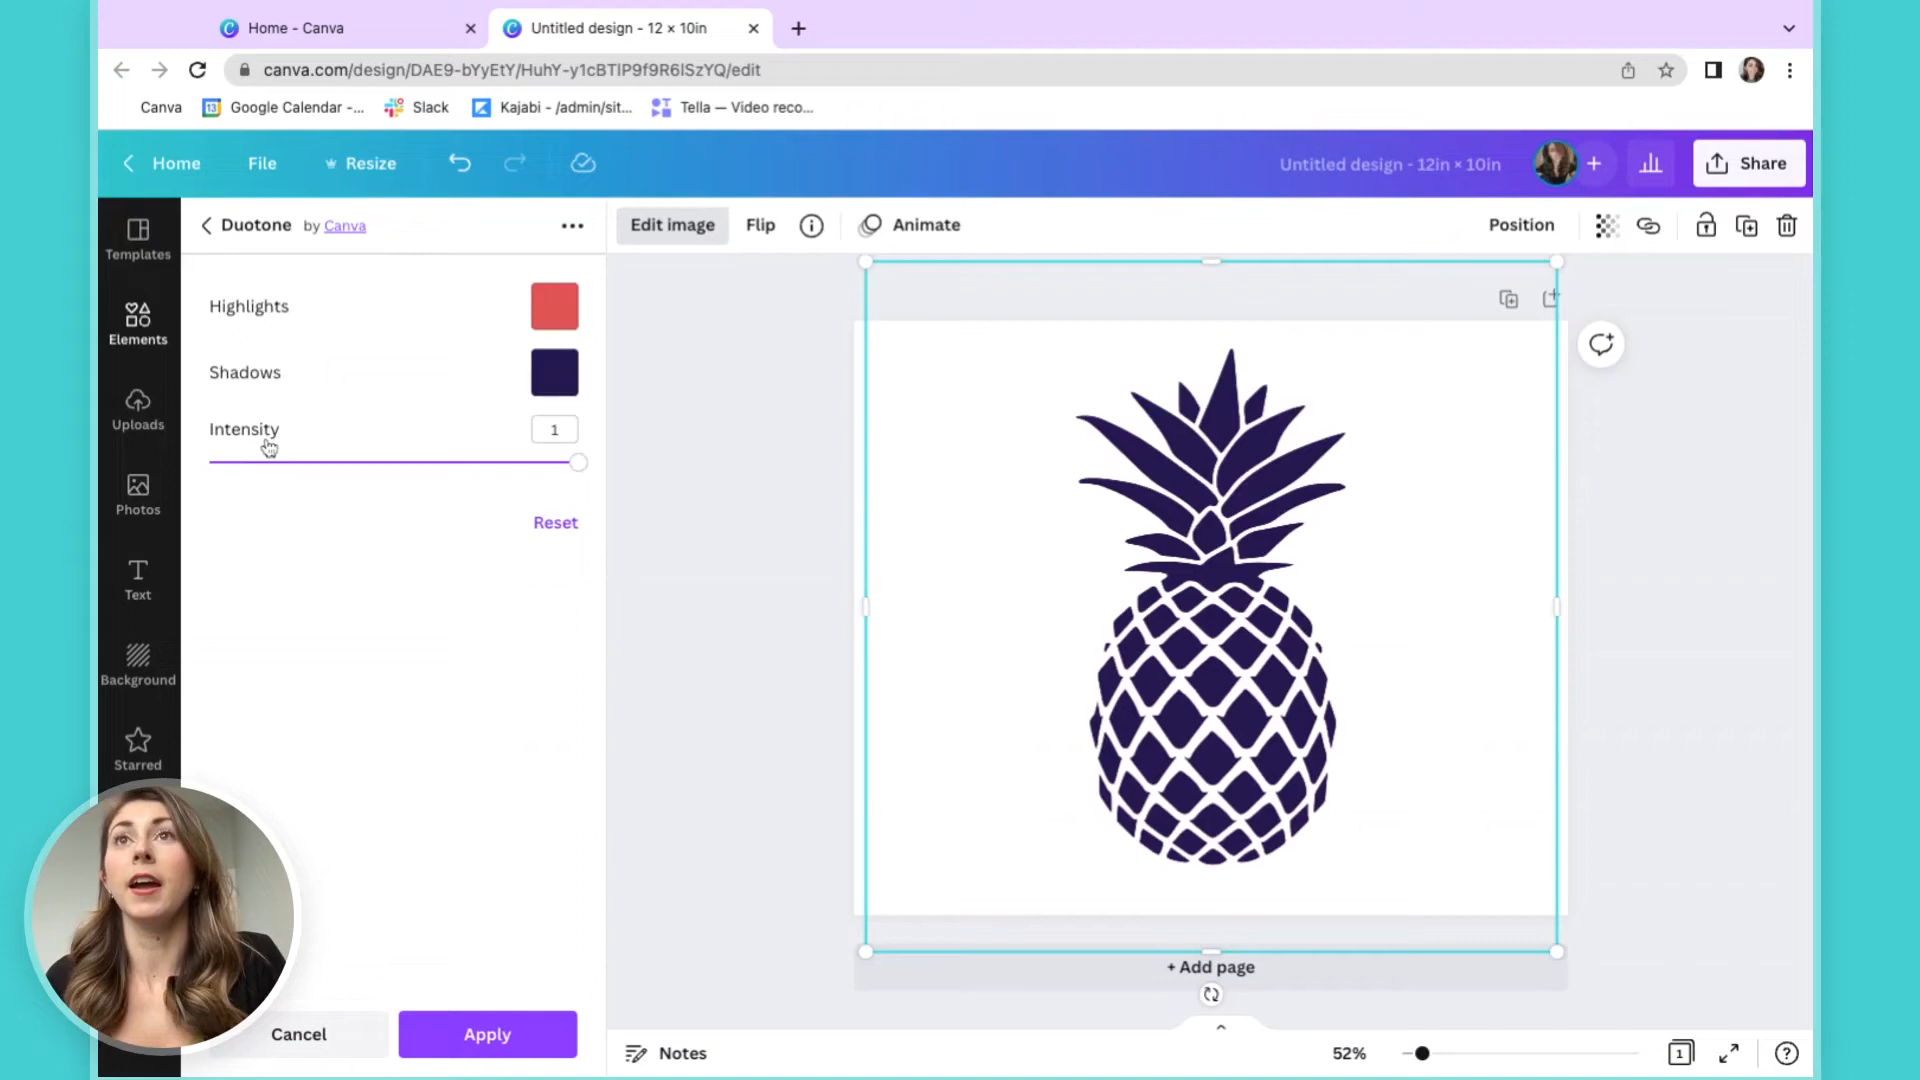 Home - Canva
Untitled design - 12 × 10in
canva.com/design/DAE9-bYyEtY/HuhY-y1cBTIP9f9R6ISzYQ/edit
Canva
13
Google Calendar -...
Slack
Kajabi - /admin/sit...
Tella — Video reco...
Home
File
Resize
Untitled design - 12in × 10in
Share
Duotone by Canva
Edit image
Flip
Animate
Position
Templates
Elements
Uploads
Photos
Text
Background
Starred
Highlights
Shadows
Intensity
1
Reset
+ Add page
Cancel
Apply
Notes
52%
1